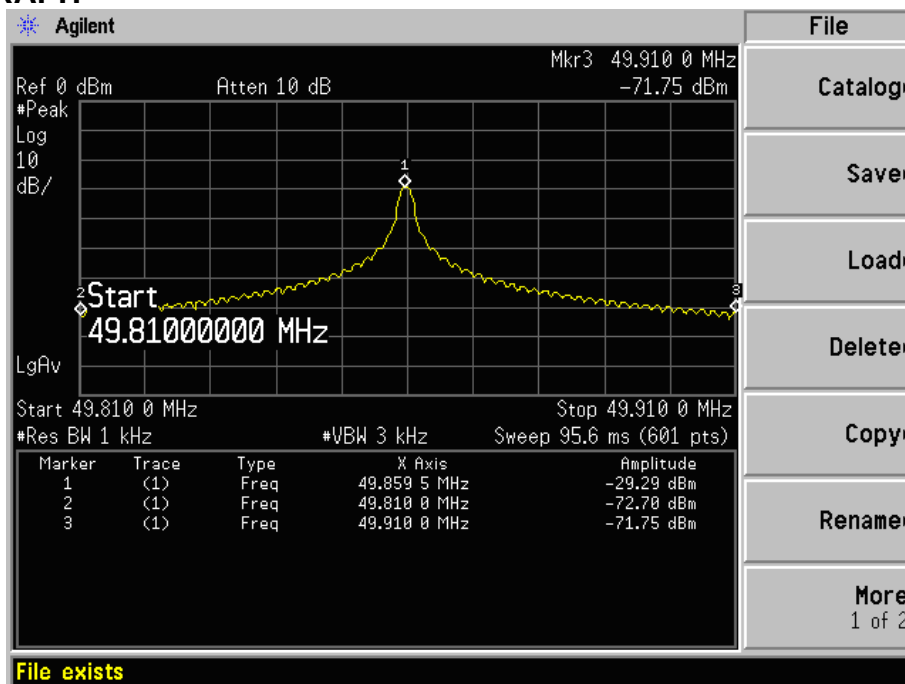 Agilent
File
Mkr3 49.910 0 MHz
Ref 0 dBm Atten 10 dB -71.75 dBm
#Peak
Log
10
dB/
1
2
3
Start
49.81000000 MHz
LgAv
Start 49.810 0 MHz Stop 49.910 0 MHz
#Res BW 1 kHz #VBW 3 kHz Sweep 95.6 ms (601 pts)
Marker Trace Type X Axis Amplitude
1 (1) Freq 49.859 5 MHz -29.29 dBm
2 (1) Freq 49.810 0 MHz -72.70 dBm
3 (1) Freq 49.910 0 MHz -71.75 dBm
Catalog
Save
Load
Delete
Copy
Rename
More
1 of 2
File exists